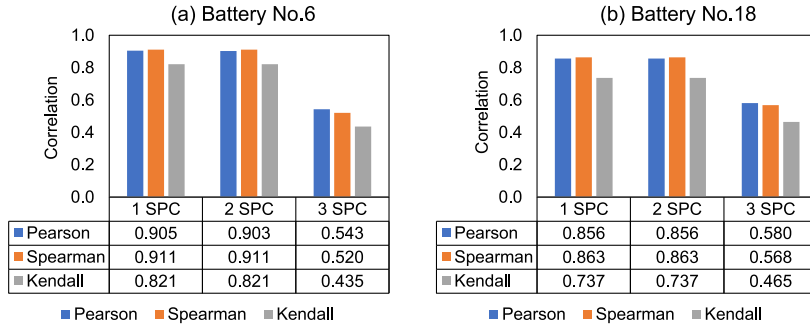 (a) Battery No.6
1.0
0.8
0.6
0.4
0.2
0.0
Correlation
1 SPC 2 SPC 3 SPC
Pearson 0.905 0.903 0.543
Spearman 0.911 0.911 0.520
Kendall 0.821 0.821 0.435
Pearson Spearman Kendall
(b) Battery No.18
1.0
0.8
0.6
0.4
0.2
0.0
Correlation
1 SPC 2 SPC 3 SPC
Pearson 0.856 0.856 0.580
Spearman 0.863 0.863 0.568
Kendall 0.737 0.737 0.465
Pearson Spearman Kendall